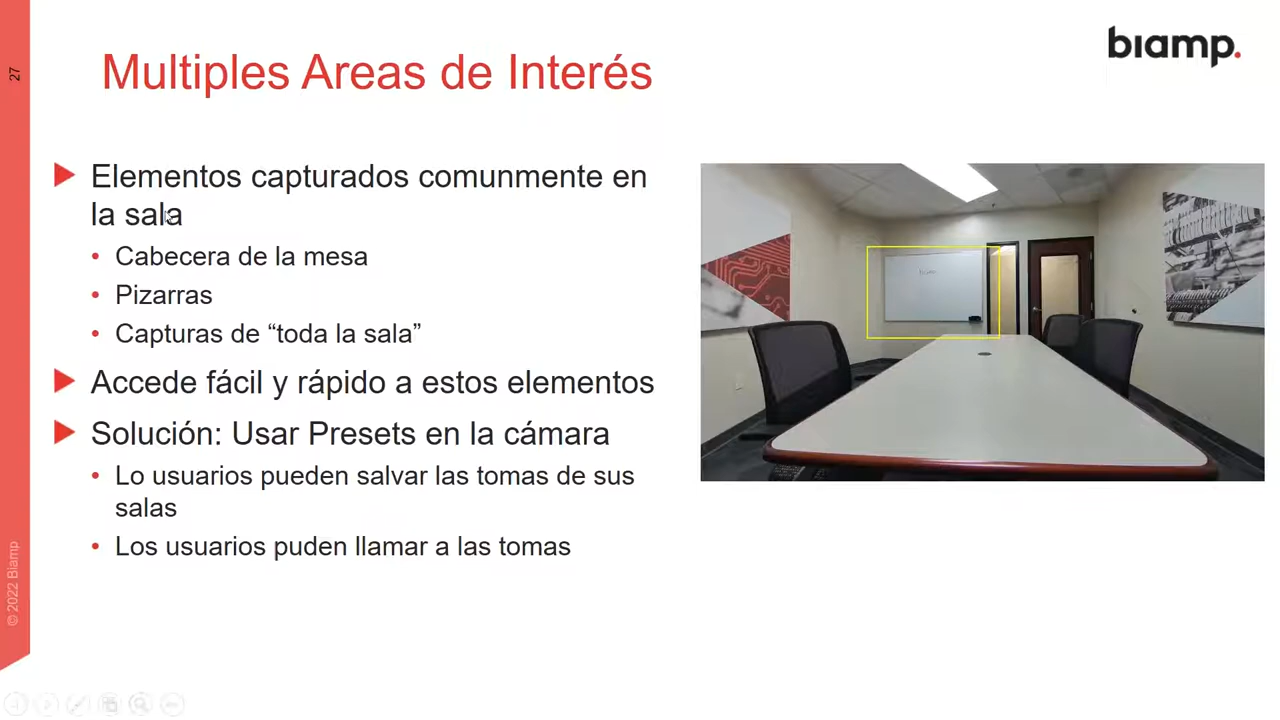 27
biamp.
Multiples Areas de Interés
Elementos capturados comunmente en
la sala
Cabecera de la mesa
Pizarras
Capturas de “toda la sala”
Accede fácil y rápido a estos elementos
Solución: Usar Presets en la cámara
Lo usuarios pueden salvar las tomas de sus
salas
Los usuarios puden llamar a las tomas
© 2022 Biamp